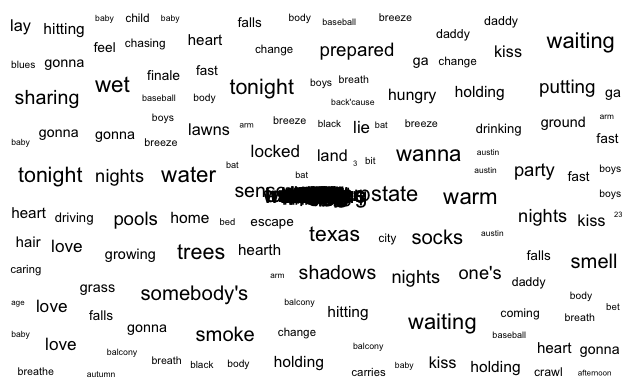 lay hitting baby child baby falls body baseball breeze daddy daddy waiting
feel chasing heart change prepared ga change kiss
blues gonna finale fast boys breath hungry holding putting ga
sharing wet baseball body tonight back'cause
boys breeze black lie bat breeze drinking ground arm
baby gonna gonna breeze lawns arm fast
locked land 3 bit wanna austin
tonight nights water bat bat austin party fast boys
upstate warm boys
heart driving pools home bed escape nights kiss 23
hair love growing trees hearth texas city socks austin falls smell
caring arm shadows nights one's daddy
grass somebody's body
age love falls balcony hitting coming breath bet
gonna smoke change waiting baseball
baby love balcony breath black body holding balcony carries baby kiss holding heart gonna
breathe autumn crawl afternoon